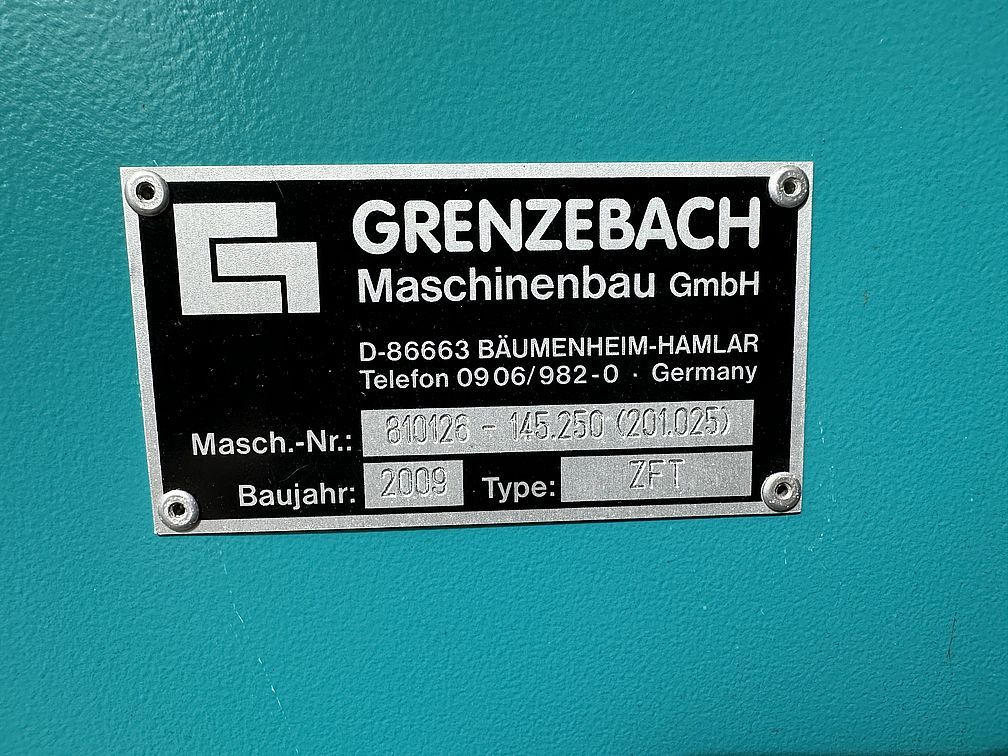 GRENZEBACH
Maschinenbau GmbH
D-86663 BÄUMENHEIM-HAMLAR
Telefon 0906/982-0 · Germany
Masch.-Nr.: 810126 - 145.250 (201.025)
Baujahr: 2009 Type: ZFT